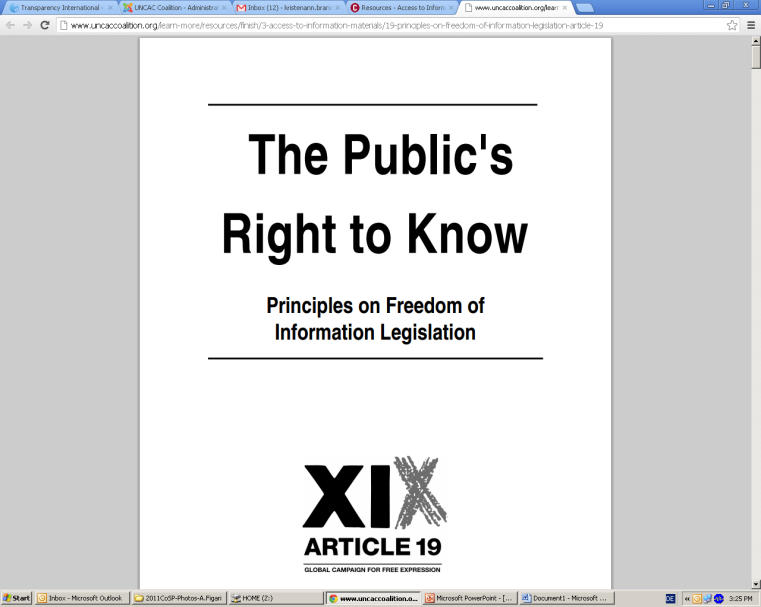 Transparency International -
UNCAC Coalition - Administrat
Inbox (12) - kristenann.brans
Resources - Access to Inform
www.uncaccoalition.org/lear
www.uncaccoalition.org/learn-more/resources/finish/3-access-to-information-materials/19-principles-on-freedom-of-information-legislation-article-19
The Public's
Right to Know
Principles on Freedom of
Information Legislation
XIX
ARTICLE 19
GLOBAL CAMPAIGN FOR FREE EXPRESSION
Start
Inbox - Microsoft Outlook
2011CoSP-Photos-A.Figari
HOME (Z:)
www.uncaccoalition.o...
Microsoft PowerPoint - [...
Document1 - Microsoft ...
DE
3:25 PM